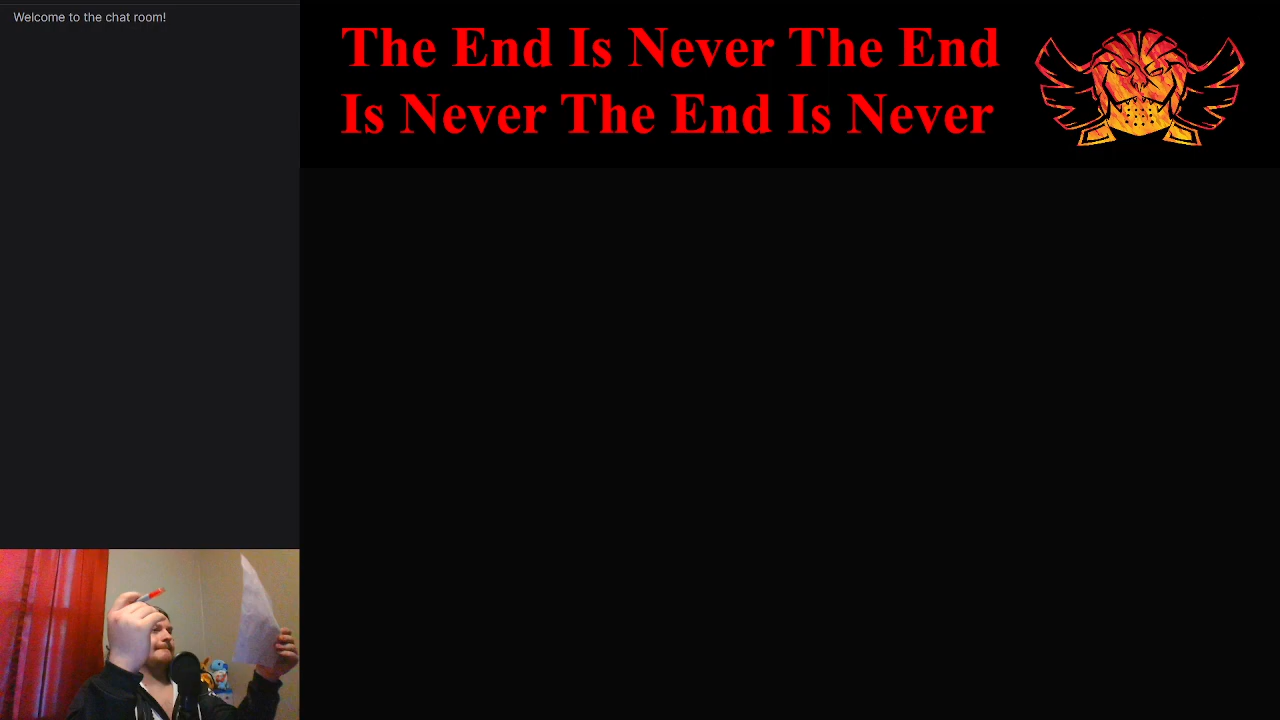 Welcome to the chat room!
The End Is Never The End
Is Never The End Is Never